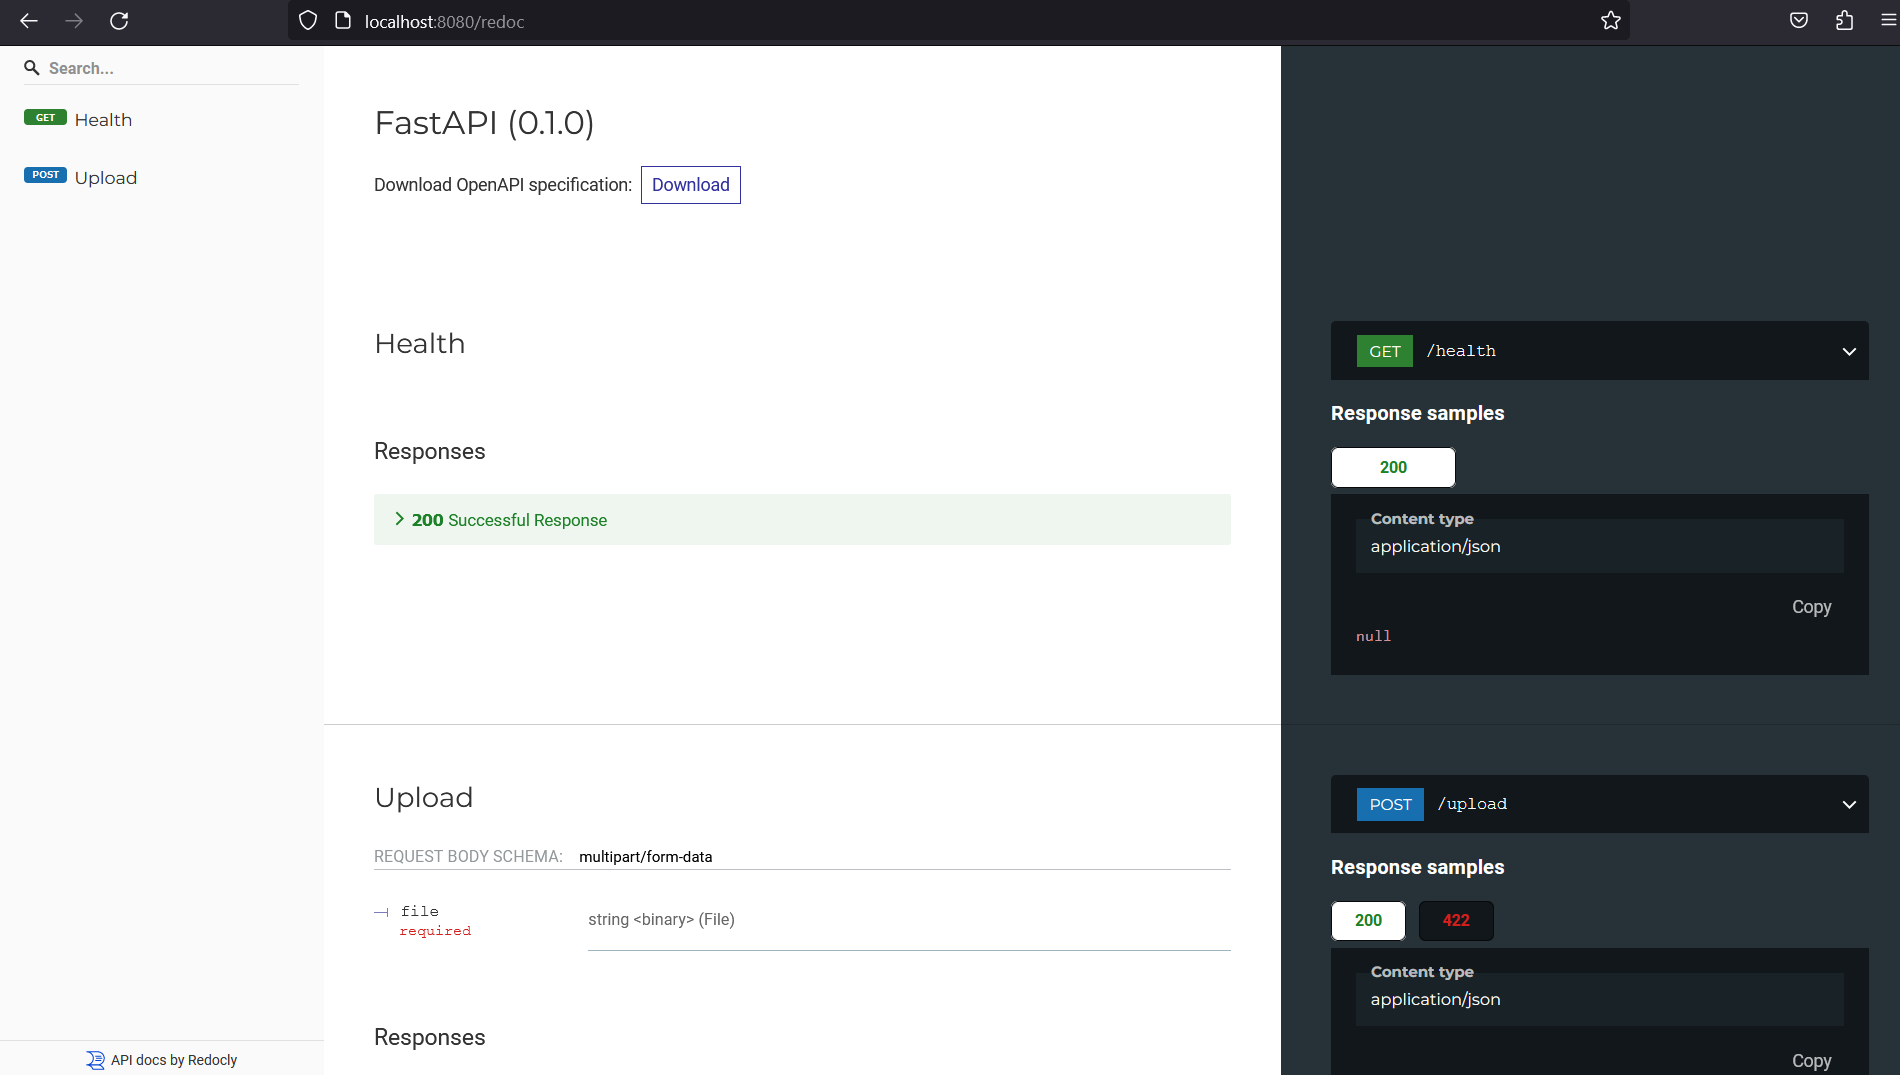 localhost:8080/redoc
Search...
GET Health
POST Upload
API docs by Redocly
FastAPI (0.1.0)
Download OpenAPI specification: Download
Health
Responses
200 Successful Response
GET /health
Response samples
200
Content type
application/json
Copy
null
Upload
REQUEST BODY SCHEMA: multipart/form-data
file
required
string <binary> (File)
Responses
POST /upload
Response samples
200 422
Content type
application/json
Copy